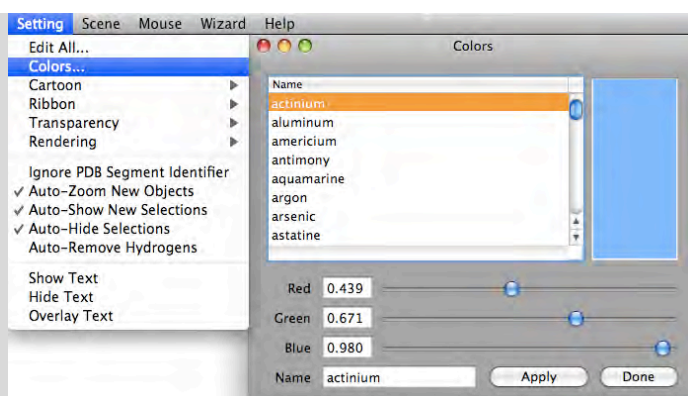 Setting Scene Mouse Wizard Help
Edit All...
Colors...
Cartoon
Ribbon
Transparency
Rendering
Ignore PDB Segment Identifier
✓ Auto-Zoom New Objects
✓ Auto-Show New Selections
✓ Auto-Hide Selections
Auto-Remove Hydrogens
Show Text
Hide Text
Overlay Text
Colors
Name
actinium
aluminum
americium
antimony
aquamarine
argon
arsenic
astatine
Red 0.439
Green 0.671
Blue 0.980
Name actinium Apply Done